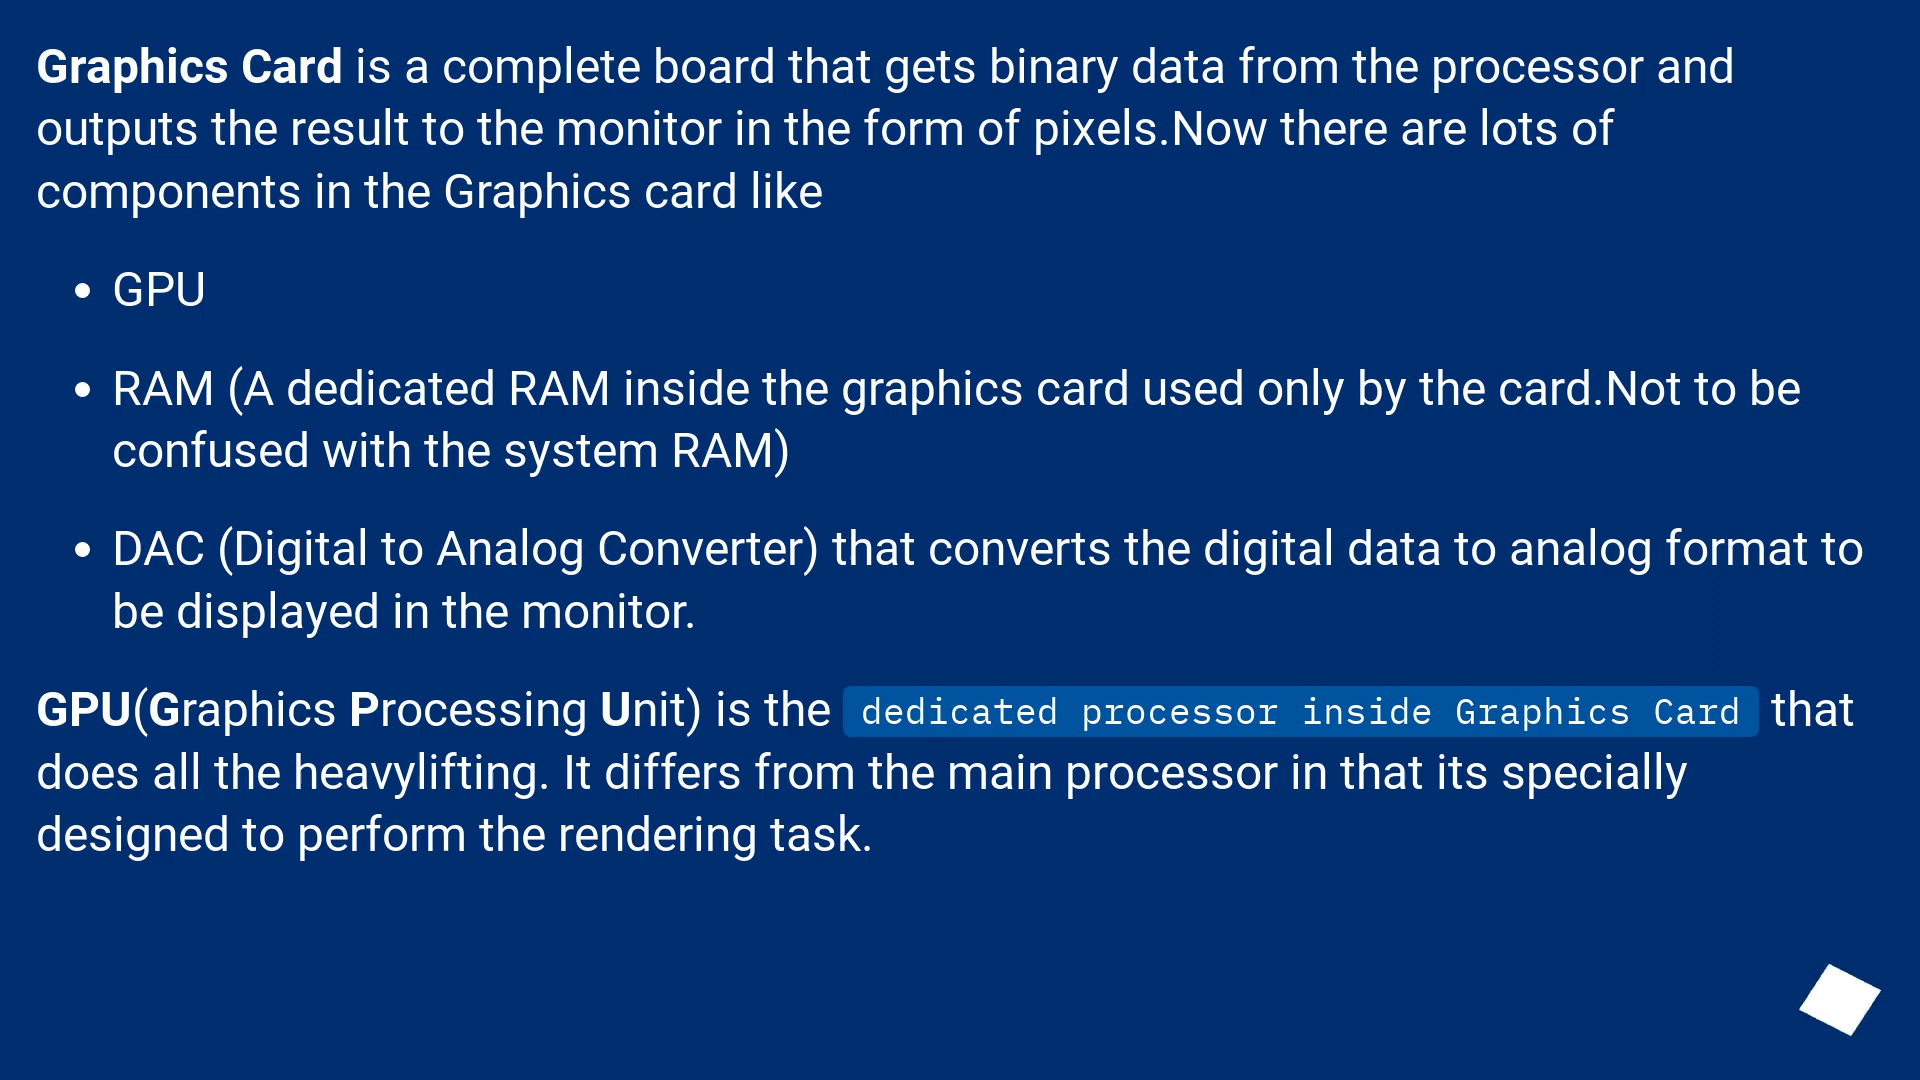 Graphics Card is a complete board that gets binary data from the processor and
outputs the result to the monitor in the form of pixels.Now there are lots of
components in the Graphics card like
• GPU
• RAM (A dedicated RAM inside the graphics card used only by the card.Not to be
confused with the system RAM)
• DAC (Digital to Analog Converter) that converts the digital data to analog format to
be displayed in the monitor.
GPU(Graphics Processing Unit) is the dedicated processor inside Graphics Card that
does all the heavylifting. It differs from the main processor in that its specially
designed to perform the rendering task.